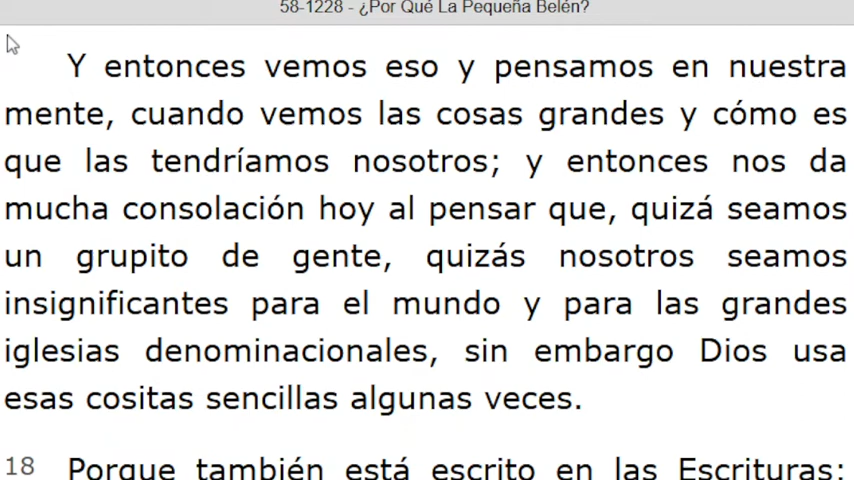 58-1228 - ¿Por Qué La Pequeña Belén?
Y entonces vemos eso y pensamos en nuestra
mente, cuando vemos las cosas grandes y cómo es
que las tendríamos nosotros; y entonces nos da
mucha consolación hoy al pensar que, quizá seamos
un grupito de gente, quizás nosotros seamos
insignificantes para el mundo y para las grandes
iglesias denominacionales, sin embargo Dios usa
esas cositas sencillas algunas veces.
18 Porque también está escrito en las Escrituras: